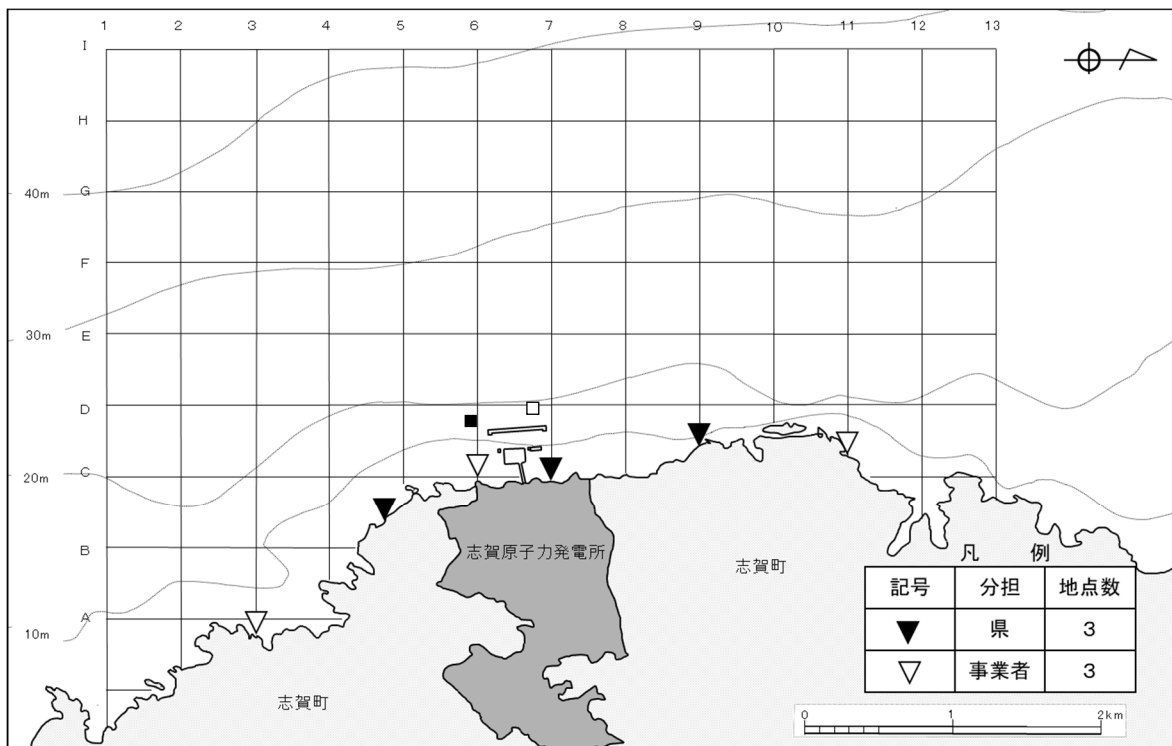 1 2 3 4 5 6 7 8 9 10 11 12 13
I
H
40m G
F
30m E
D
20m C
B
10m A
志賀原子力発電所
志賀町
志賀町
凡 例
記号 分担 地点数
▼ 県 3
▽ 事業者 3
0 1 2km